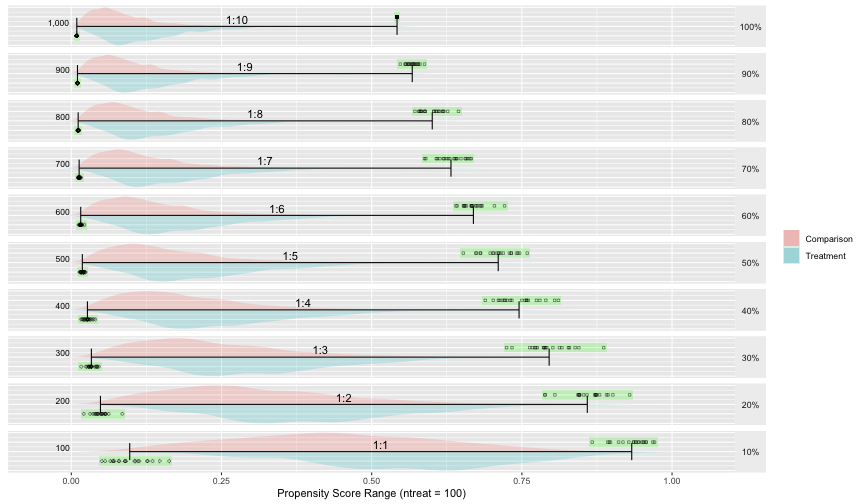 1,000 1:10 100%
900 1:9 90%
800 1:8 80%
700 1:7 70%
600 1:6 60%
500 1:5 50%
400 1:4 40%
300 1:3 30%
200 1:2 20%
100 1:1 10%
0.00 0.25 0.50 0.75 1.00
Propensity Score Range (ntreat = 100)
Comparison
Treatment